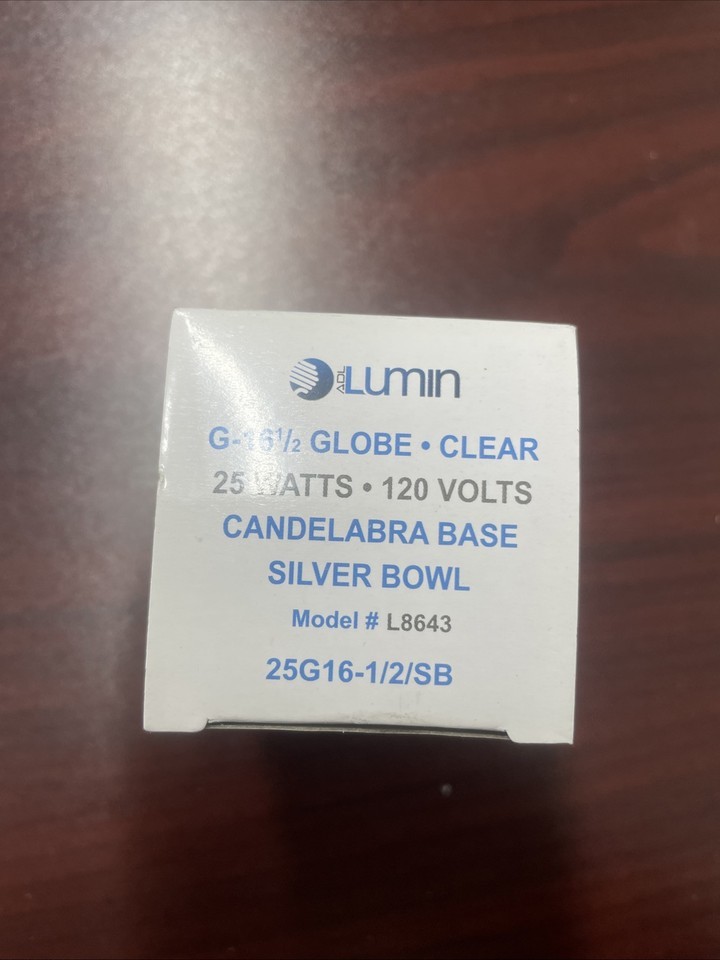 ADL LUMIN
G-16½ GLOBE • CLEAR
25 WATTS • 120 VOLTS
CANDELABRA BASE
SILVER BOWL
Model # L8643
25G16-1/2/SB